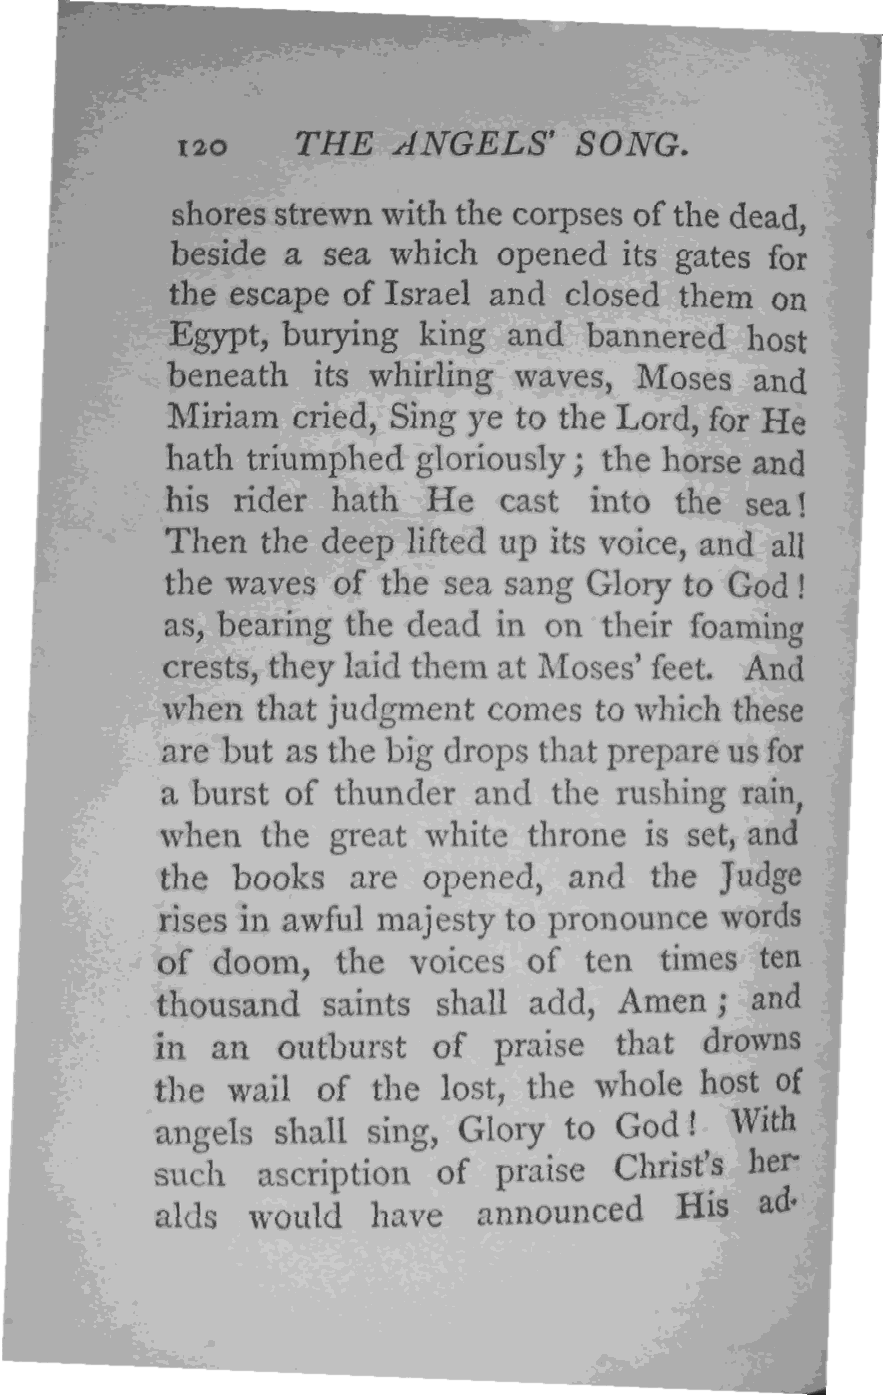 120 THE ANGELS' SONG.
shores strewn with the corpses of the dead,
beside a sea which opened its gates for
the escape of Israel and closed them on
Egypt, burying king and bannered host
beneath its whirling waves, Moses and
Miriam cried, Sing ye to the Lord, for He
hath triumphed gloriously ; the horse and
his rider hath He cast into the sea!
Then the deep lifted up its voice, and all
the waves of the sea sang Glory to God!
as, bearing the dead in on their foaming
crests, they laid them at Moses' feet. And
when that judgment comes to which these
are but as the big drops that prepare us for
a burst of thunder and the rushing rain,
when the great white throne is set, and
the books are opened, and the Judge
rises in awful majesty to pronounce words
of doom, the voices of ten times ten
thousand saints shall add, Amen ; and
in an outburst of praise that drowns
the wail of the lost, the whole host of
angels shall sing, Glory to God! With
such ascription of praise Christ's her-
alds would have announced His ad-